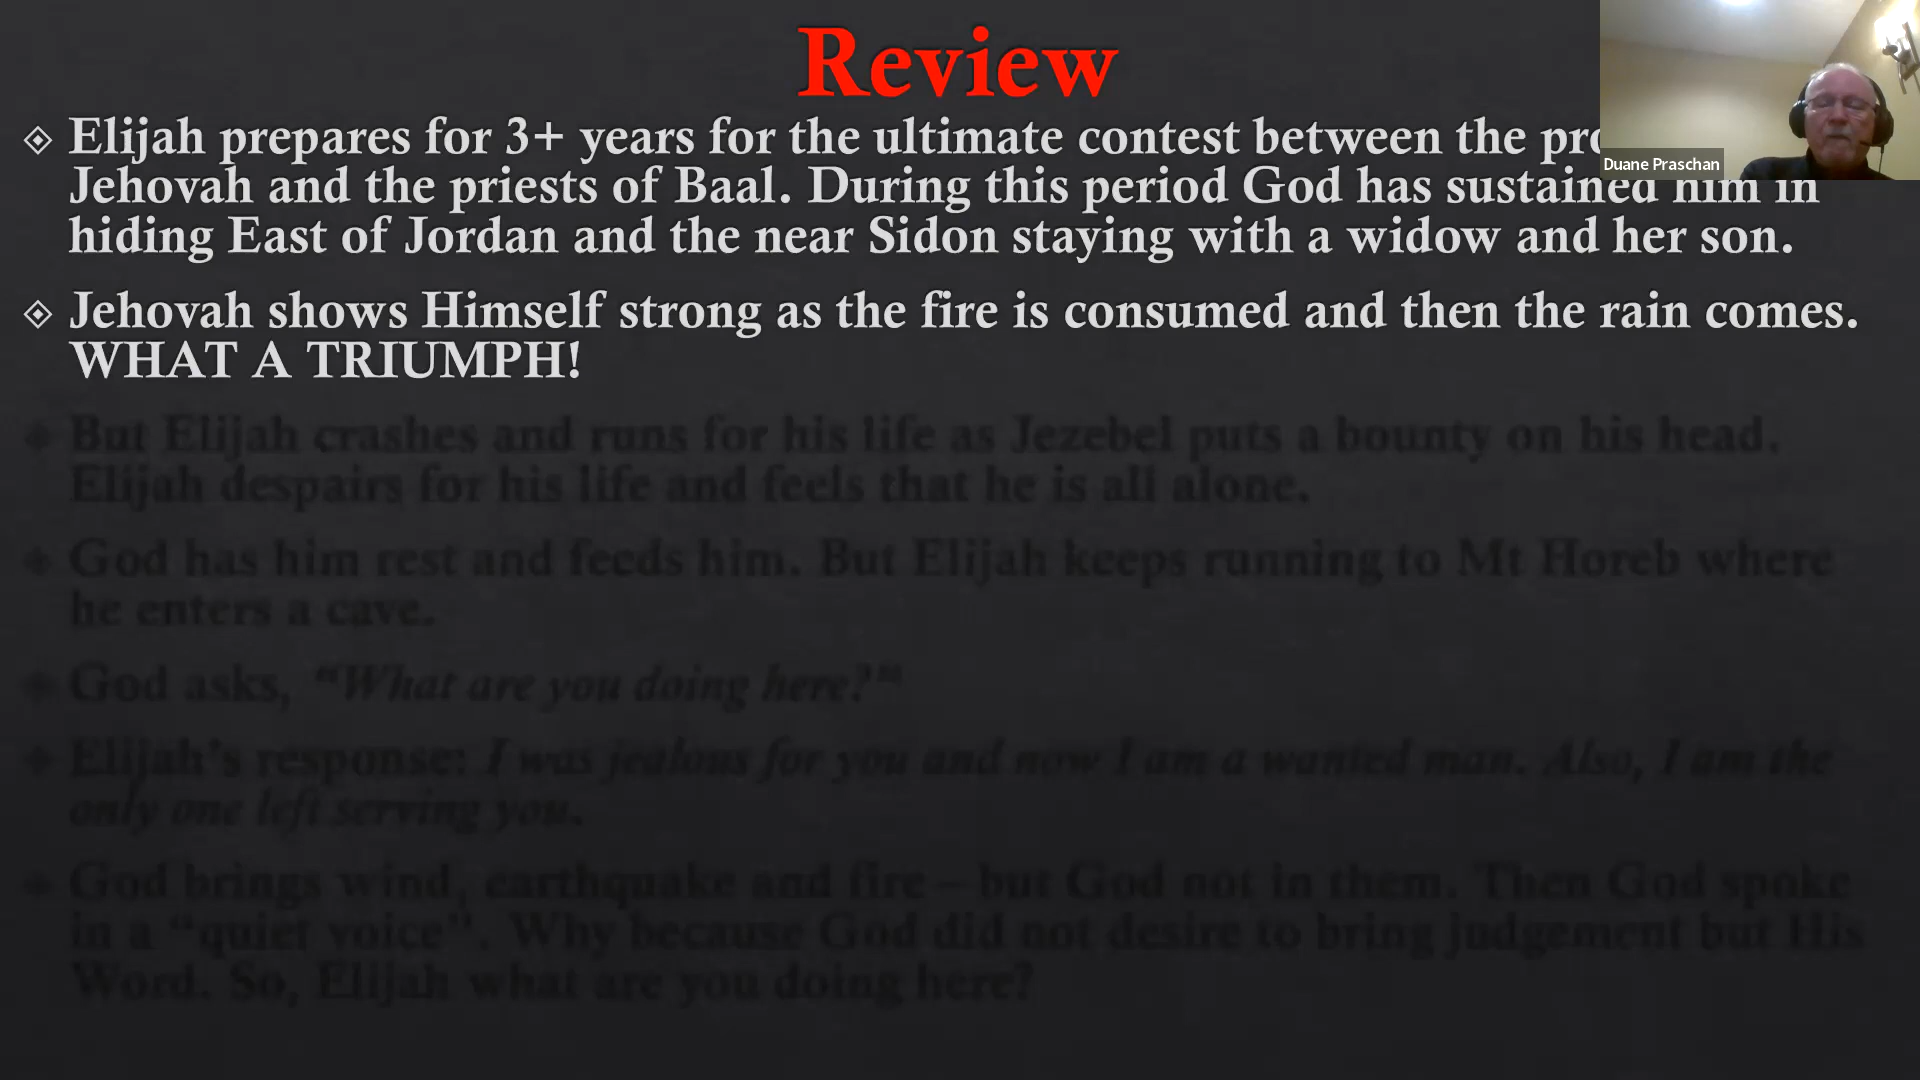 Review
Elijah prepares for 3+ years for the ultimate contest between the pro
Duane Praschan
Jehovah and the priests of Baal. During this period God has sustained him in
hiding East of Jordan and the near Sidon staying with a widow and her son.
Jehovah shows Himself strong as the fire is consumed and then the rain comes.
WHAT A TRIUMPH!
But Elijah crashes and runs for his life as Jezebel puts a bounty on his head.
Elijah despairs for his life and feels that he is all alone.
God has him rest and feeds him. But Elijah keeps running to Mt Horeb where
he enters a cave.
God asks, “What are you doing here?”
Elijah’s response: I was jealous for you and now I am a wanted man. Also, I am the
only one left serving you.
God brings wind, earthquake and fire – but God not in them. Then God spoke
in a “quiet voice”. Why because God did not desire to bring judgement but His
Word. So, Elijah what are you doing here?